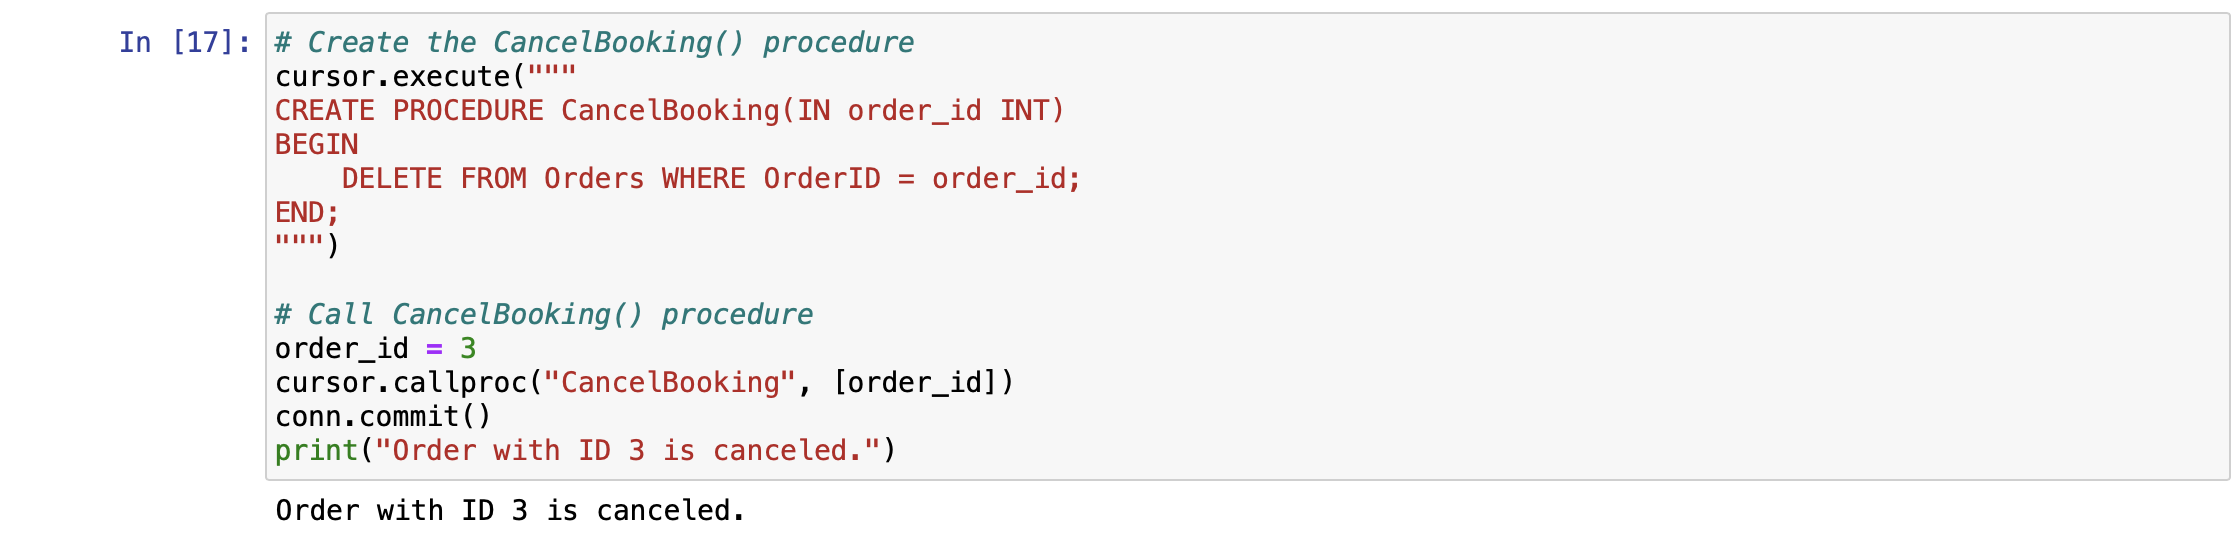 In [17]: # Create the CancelBooking() procedure
cursor.execute("""
CREATE PROCEDURE CancelBooking(IN order_id INT)
BEGIN
    DELETE FROM Orders WHERE OrderID = order_id;
END;
""")

# Call CancelBooking() procedure
order_id = 3
cursor.callproc("CancelBooking", [order_id])
conn.commit()
print("Order with ID 3 is canceled.")
Order with ID 3 is canceled.